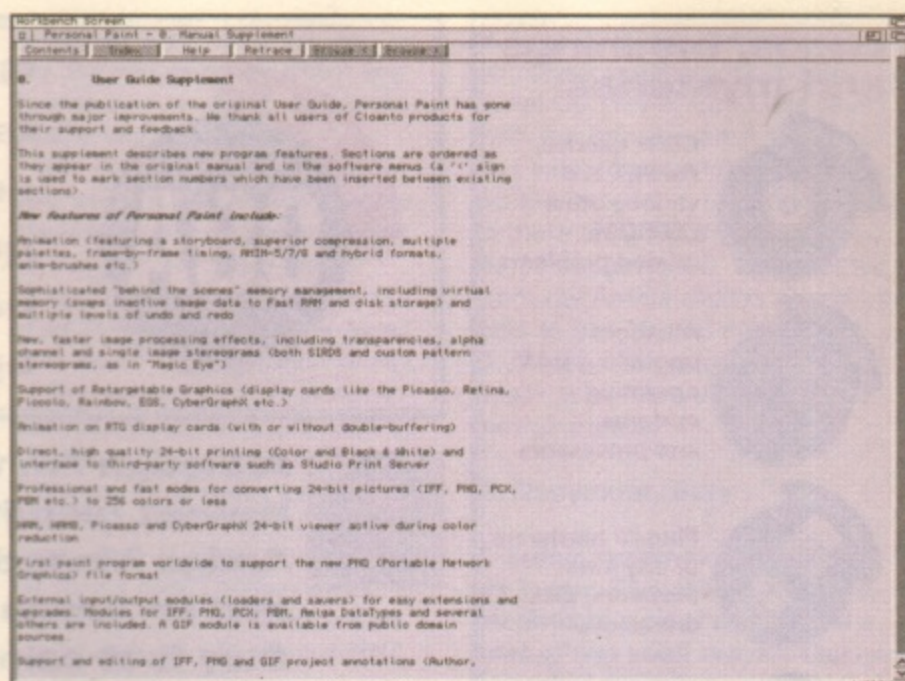 Workbench Screen
Personal Paint - 0. Manual Supplement
Contents Index Help Retrace Browse < Browse >
0. User Guide Supplement
Since the publication of the original User Guide, Personal Paint has gone
through major improvements. We thank all users of Cloanto products for
their support and feedback.
This supplement describes new program features. Sections are ordered as
they appear in the original manual and in the software menus (a
is used to mark section numbers which have been inserted between existing
sections).
New features of Personal Paint include:
Animation (featuring a storyboard, superior compression, multiple
palettes, frame-by-frame timing, ANIM-5/7/8 and hybrid formats,
anim-brushes etc.)
Sophisticated "behind the scenes" memory management, including virtual
memory (swaps inactive image data to Fast RAM and disk storage) and
multiple levels of undo and redo
New, faster image processing effects, including transparencies, alpha
channel and single image stereograms (both SIRDS and custom pattern
stereograms, as in "Magic Eye")
Support of Retargetable Graphics (display cards like the Picasso, Retina,
Piccolo, Rainbow, EGS, CyberGraphX etc.)
Animation on RTG display cards (with or without double-buffering)
Direct, high quality 24-bit printing (Color and Black & White) and
interface to third-party software such as Studio Print Server
Professional and fast modes for converting 24-bit pictures (IFF, PNG, PCX,
PBM etc.) to 256 colors or less
HAM, HAM8, Picasso and CyberGraphX 24-bit viewer active during color
reduction
First paint program worldwide to support the new PNG (Portable Network
Graphics) file format
External input/output modules (loaders and savers) for easy extensions and
upgrades. Modules for IFF, PNG, PCX, PBM, Amiga DataTypes and several
others are included. A GIF module is available from public domain
sources
Support and editing of IFF, PNG and GIF project annotations (Author,